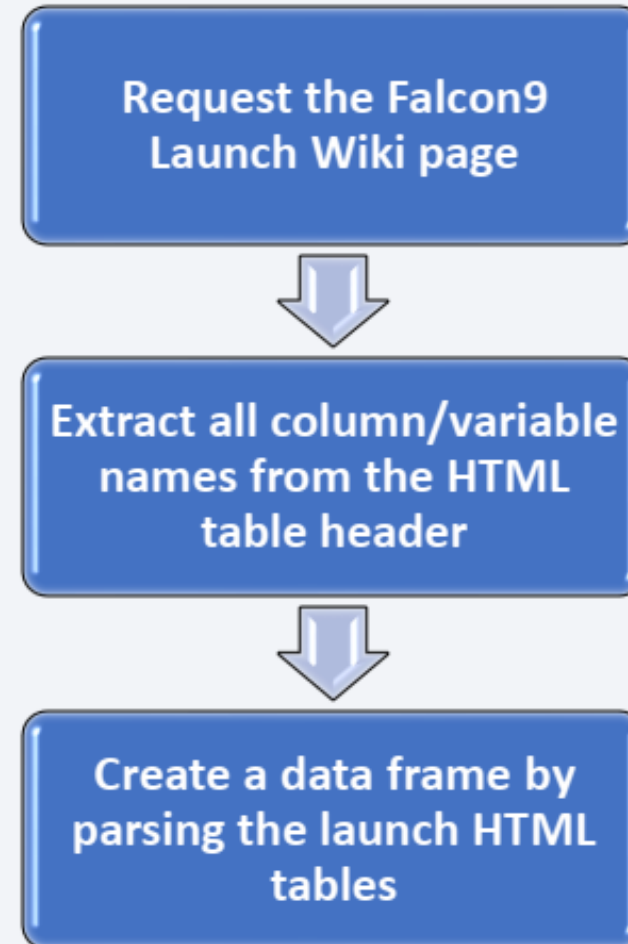 Request the Falcon9
Launch Wiki page
Extract all column/variable
names from the HTML
table header
Create a data frame by
parsing the launch HTML
tables